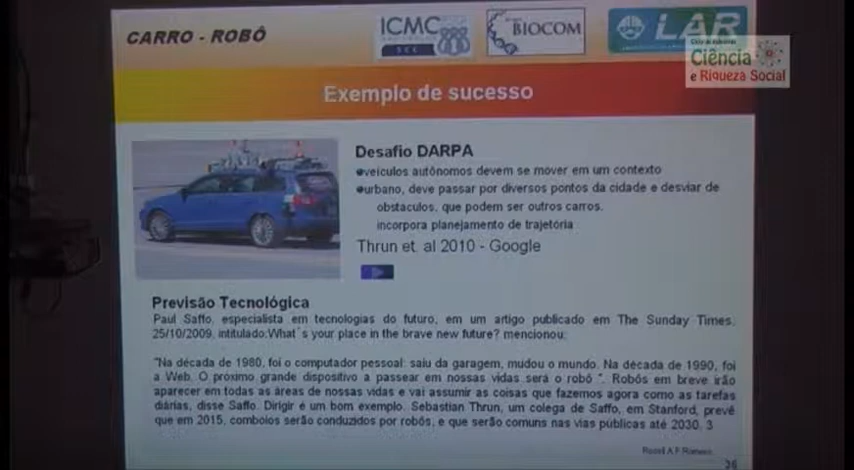 CARRO - ROBÔ
ICMC
SCE
BIOCOM
LAR
Ciência
e Riqueza Social
Exemplo de sucesso
Desafio DARPA
veículos autônomos devem se mover em um contexto
urbano, deve passar por diversos pontos da cidade e desviar de
obstaculos, que podem ser outros carros.
incorpora planejamento de trajetória
Thrun et. al 2010 - Google
Previsão Tecnológica
Paul Saffo, especialista em tecnologias do futuro, em um artigo publicado em The Sunday Times,
25/10/2009, intitulado:What´s your place in the brave new future? mencionou:
"Na década de 1980, foi o computador pessoal: saiu da garagem, mudou o mundo. Na década de 1990, foi
a Web. O próximo grande dispositivo a passear em nossas vidas será o robô ". Robôs em breve irão
aparecer em todas as áreas de nossas vidas e vai assumir as coisas que fazemos agora como as tarefas
diárias, disse Saffo. Dirigir é um bom exemplo. Sebastian Thrun, um colega de Saffo, em Stanford, prevê
que em 2015, comboios serão conduzidos por robôs, e que serão comuns nas vias públicas até 2030. 3
A F Romero
36